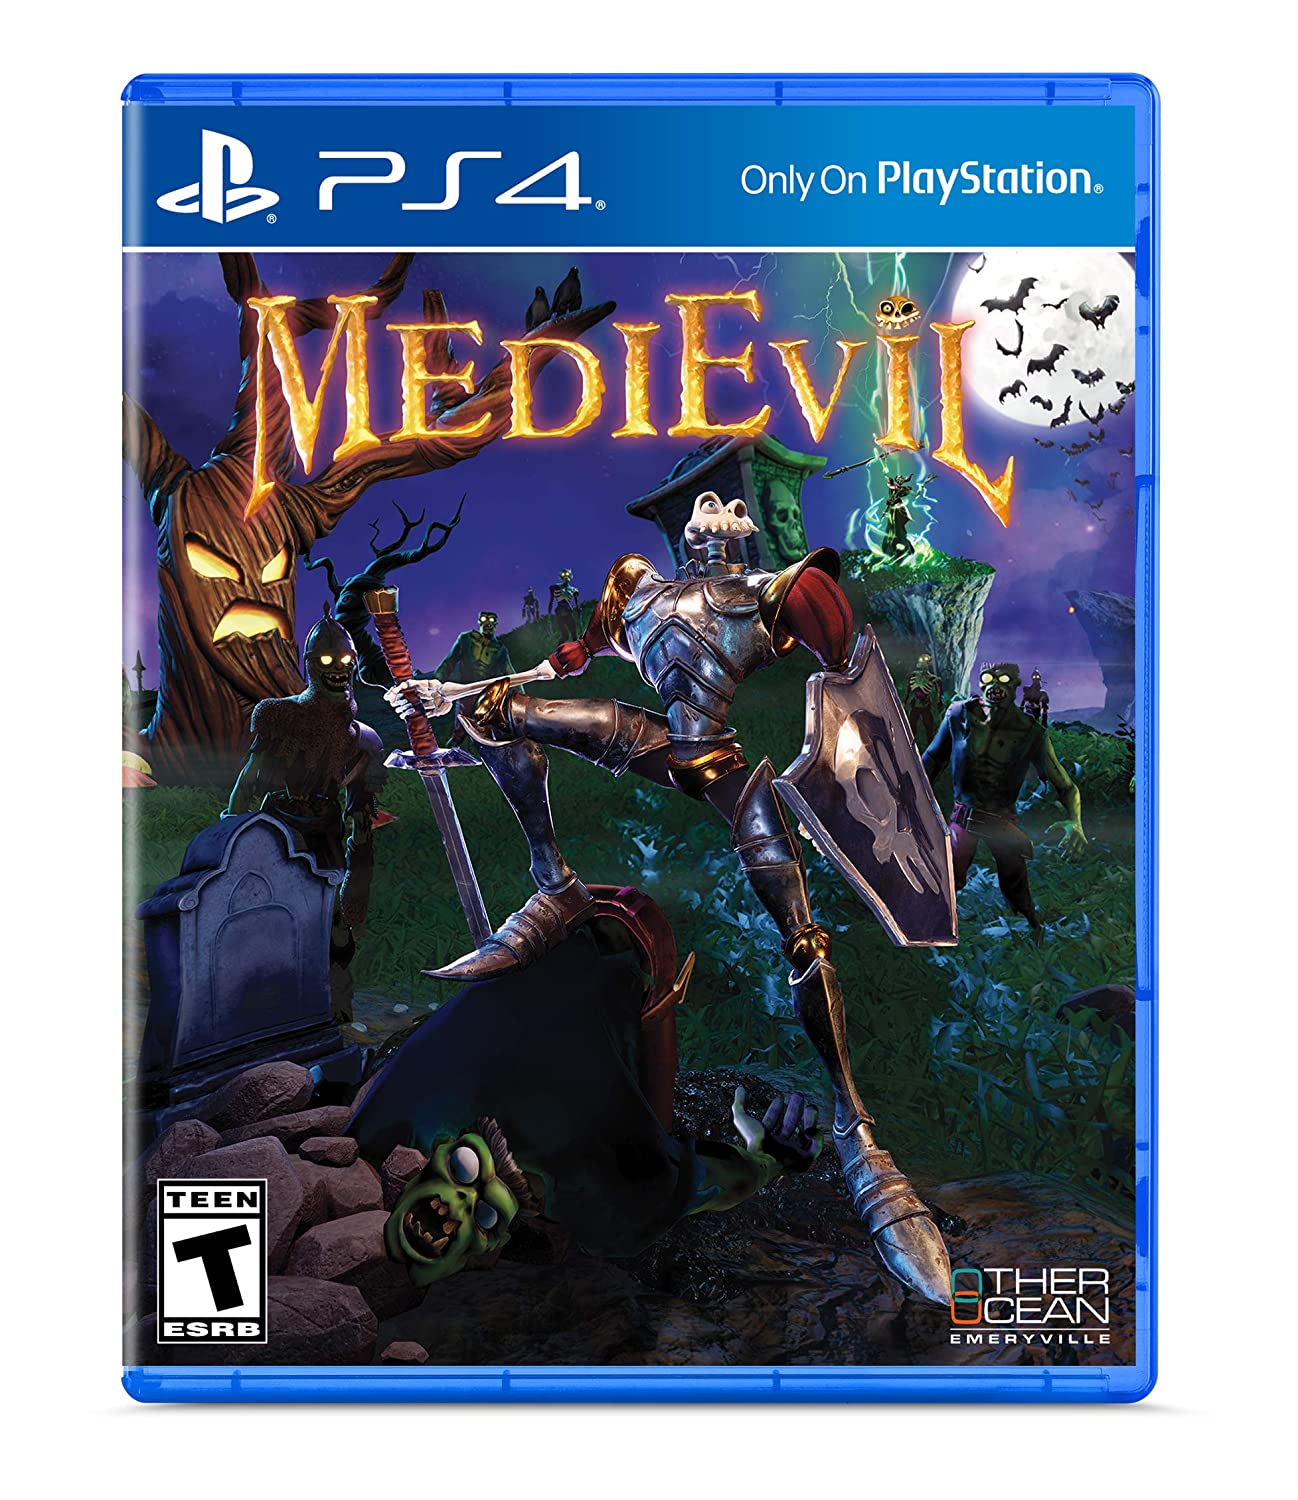 PS4®
Only On PlayStation®
MEDIEVIL
TEEN
T
ESRB
OTHER
OCEAN
EMERYVILLE